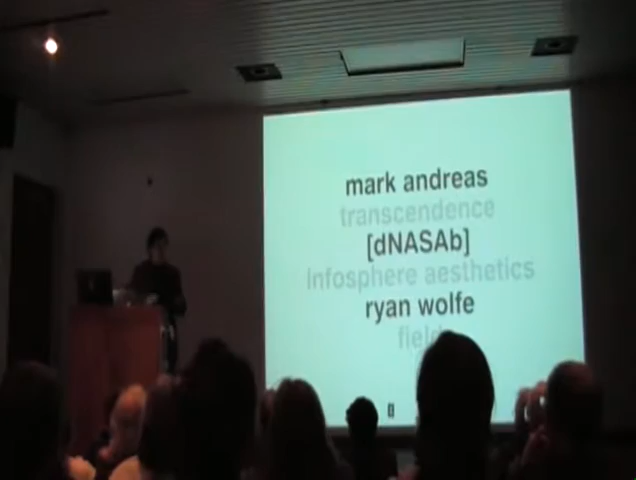 mark andreas
transcendence
[dNASAb]
Infosphere aesthetics
ryan wolfe